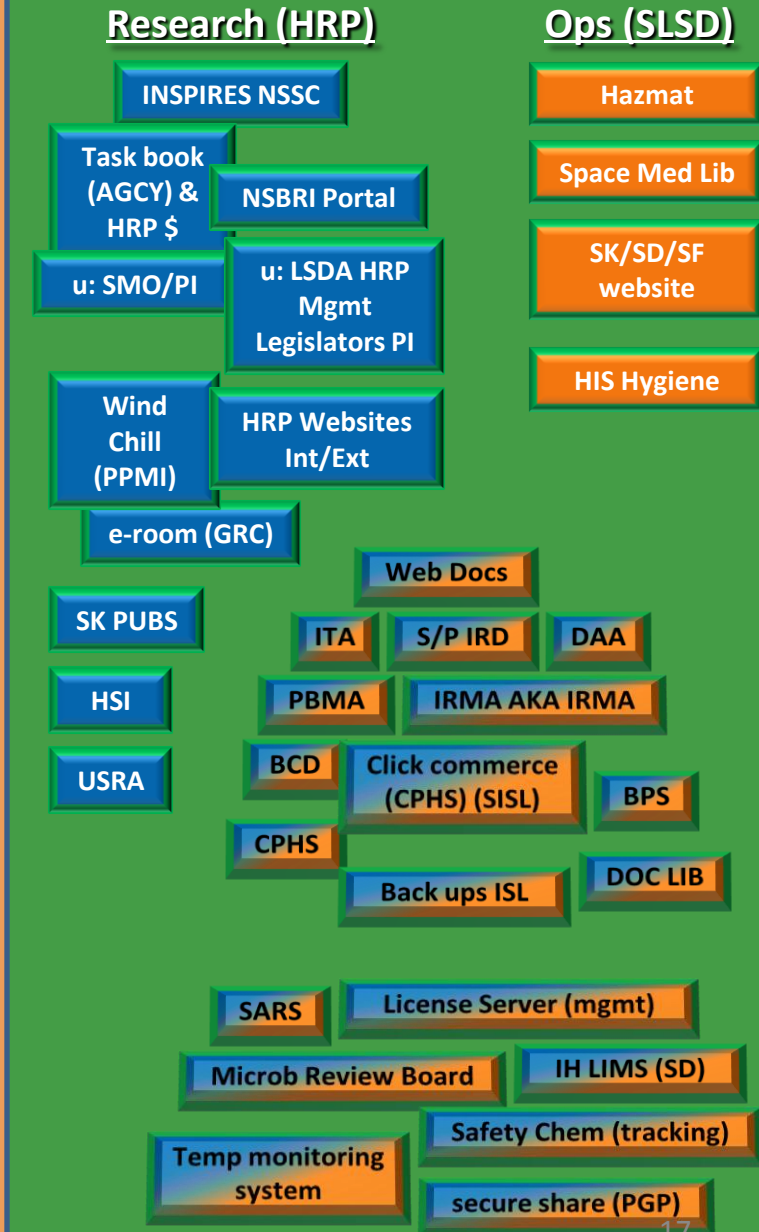 Research (HRP)
Ops (SLSD)
INSPIRES NSSC
Hazmat
Task book
(AGCY) &
HRP $
NSBRI Portal
Space Med Lib
u: SMO/PI
u: LSDA HRP
Mgmt
Legislators PI
SK/SD/SF
website
HIS Hygiene
Wind
Chill
(PPMI)
HRP Websites
Int/Ext
e-room (GRC)
Web Docs
SK PUBS
ITA
S/P IRD
DAA
HSI
PBMA
IRMA AKA IRMA
USRA
BCD
Click commerce
(CPHS) (SISL)
BPS
CPHS
Back ups ISL
DOC LIB
SARS
License Server (mgmt)
Microb Review Board
IH LIMS (SD)
Safety Chem (tracking)
Temp monitoring
system
secure share (PGP)
17